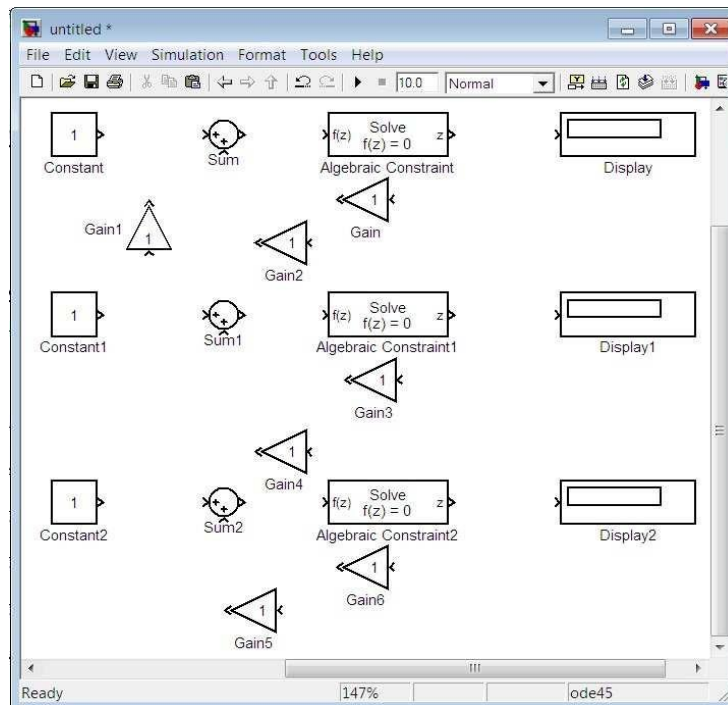 untitled *
File Edit View Simulation Format Tools Help
10.0 Normal
1 + + f(z) Solve f(z) = 0 z
Constant Sum Algebraic Constraint Display
1
Gain
Gain1 1
1
Gain2
1 + + f(z) Solve f(z) = 0 z
Constant1 Sum1 Algebraic Constraint1 Display1
1
Gain3
1
Gain4
1 + + f(z) Solve f(z) = 0 z
Constant2 Sum2 Algebraic Constraint2 Display2
1
Gain6
1
Gain5
Ready 147% ode45